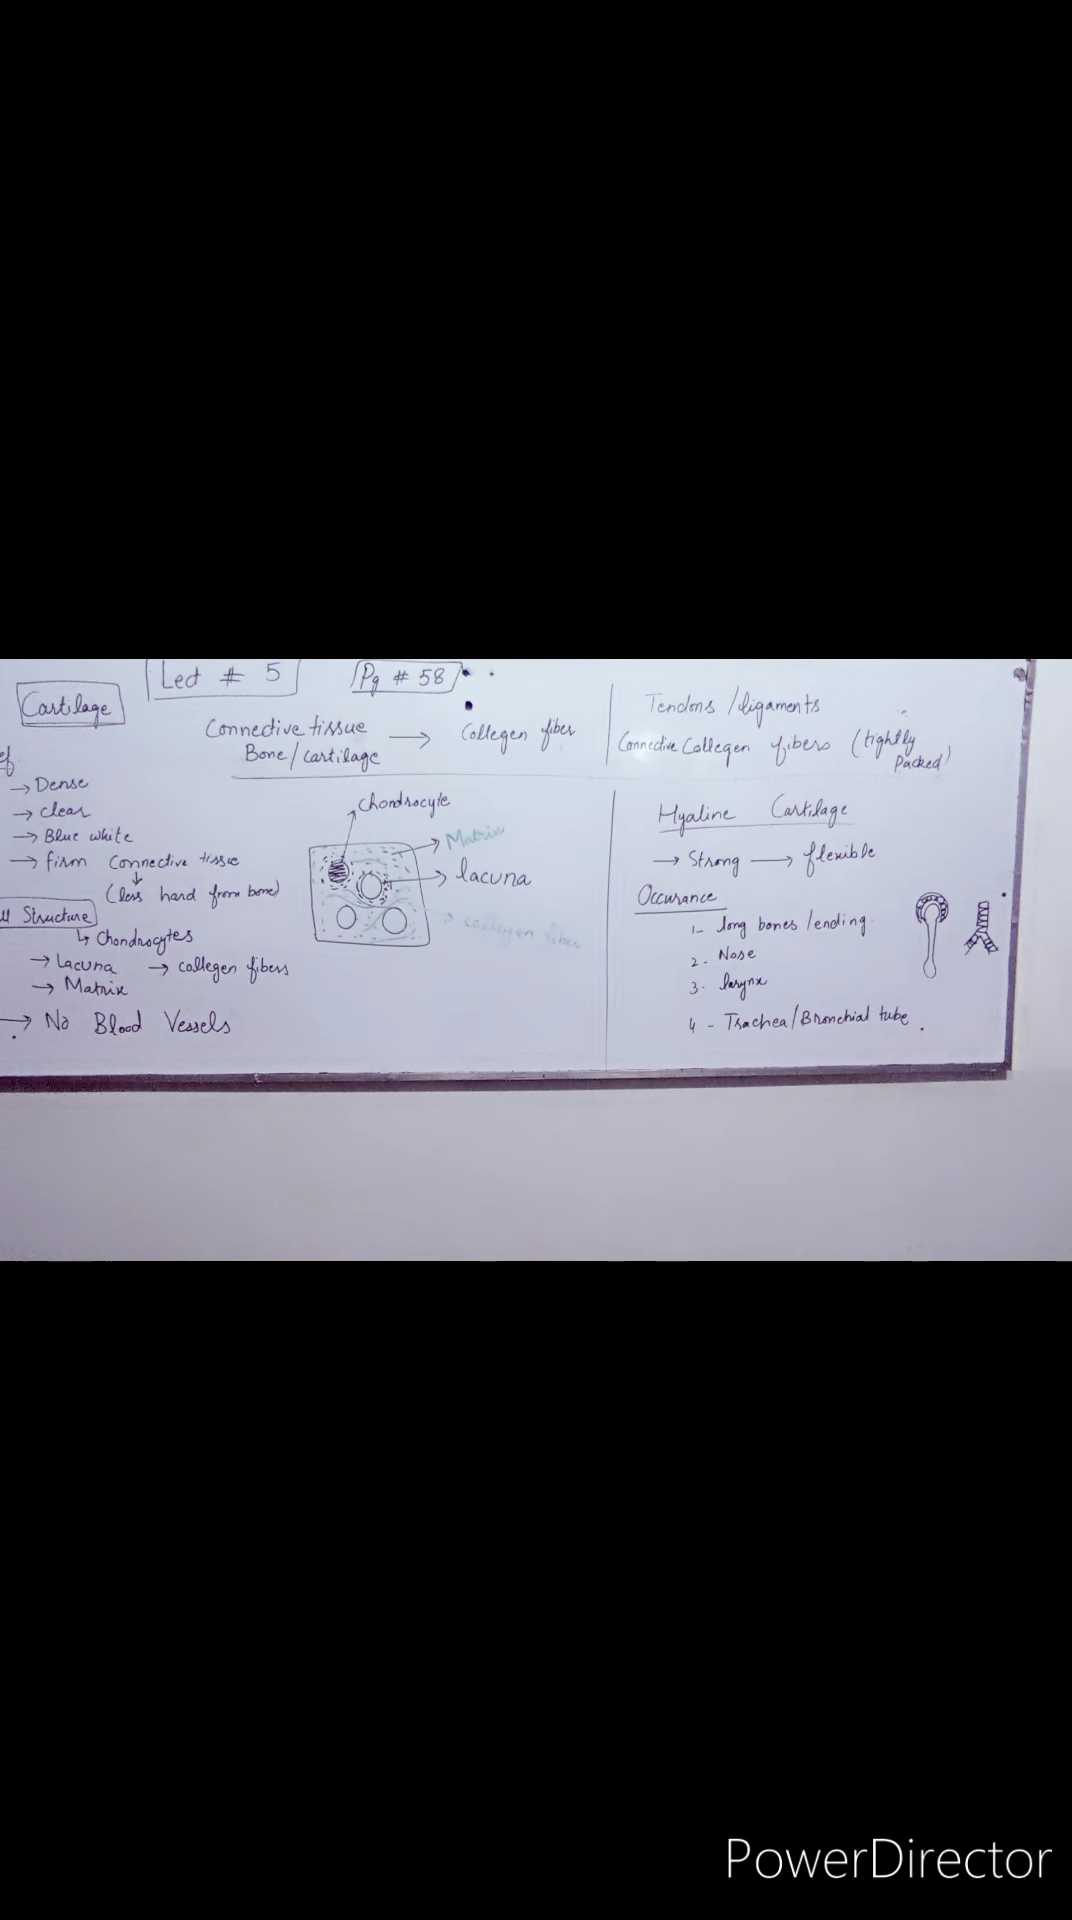 Lect # 5
Pg # 58
Cartilage
Connective tissue → Collegen fiber
Bone/Cartilage
Tendons / ligaments
Connective Collegen fibers (tightly
Packed)
ef
→ Dense
→ clear
→ Blue white
→ firm Connective tissue
↓
(less hard from bone)
ll Structure
↳ Chondrocytes
→ Lacuna → collegen fibers
→ Matrix
→ No Blood Vessels
chondrocyte
→ Matrix
→ lacuna
→ collegen fiber
Hyaline Cartilage
→ Strong → flexible
Occurance
1- long bones/ending.
2- Nose
3- larynx
4 - Trachea/Bronchial tube.
PowerDirector